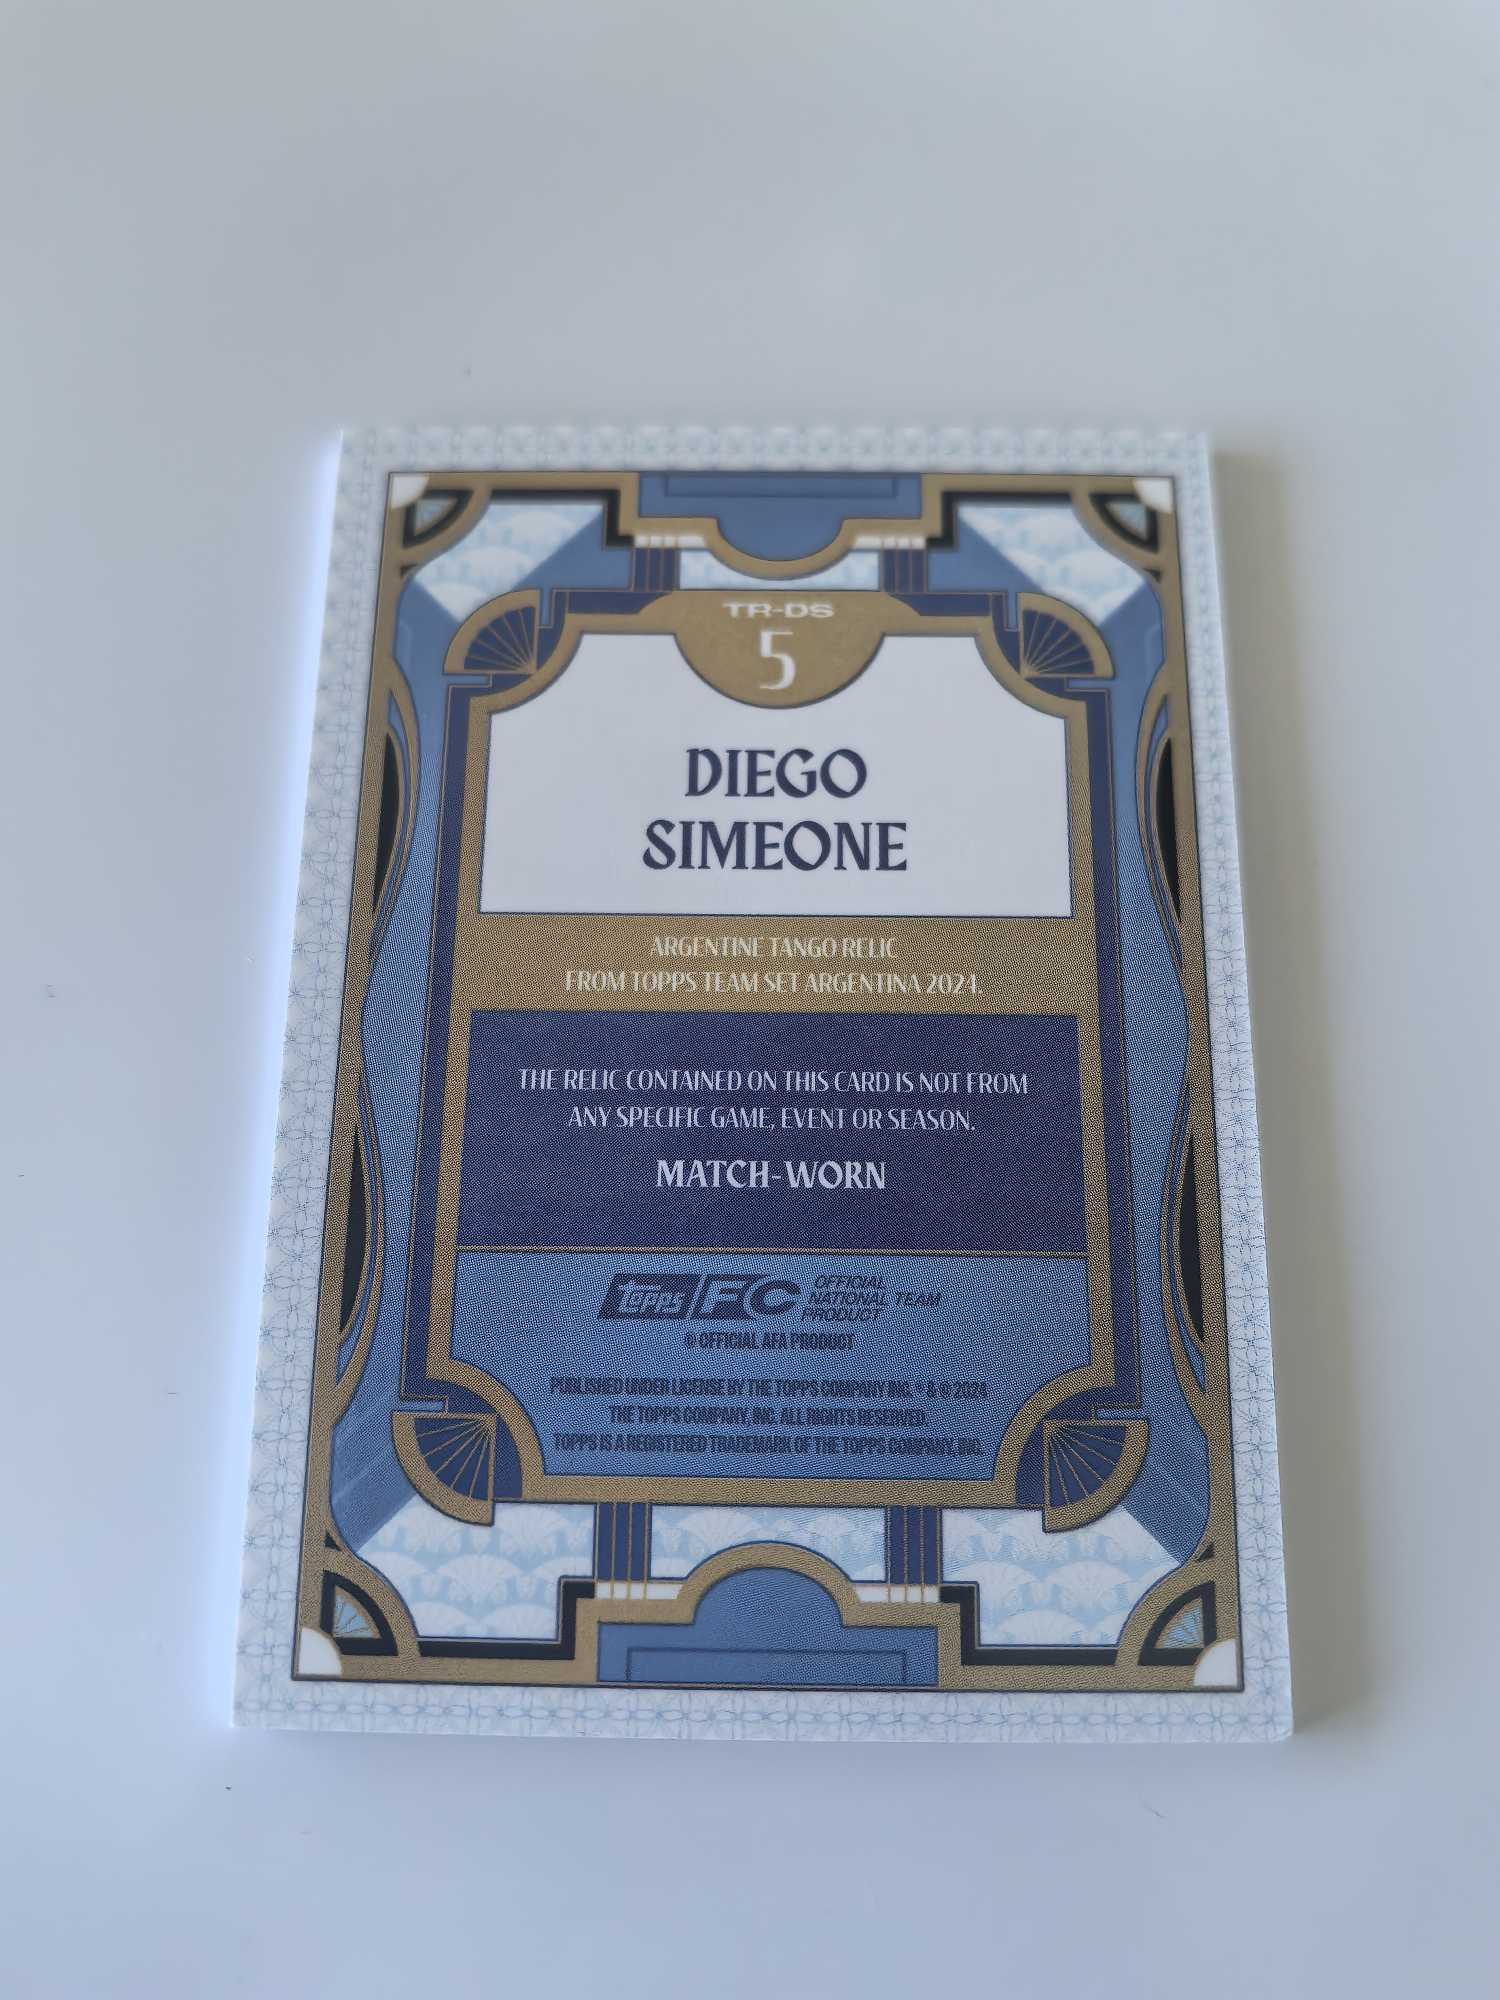 TR-DS
5
DIEGO
SIMEONE
ARGENTINE TANGO RELIC
FROM TOPPS TEAM SET ARGENTINA 2024.
THE RELIC CONTAINED ON THIS CARD IS NOT FROM
ANY SPECIFIC GAME, EVENT OR SEASON.
MATCH-WORN
TOPPS FC OFFICIAL
NATIONAL TEAM
PRODUCT
© OFFICIAL AFA PRODUCT
PUBLISHED UNDER LICENSE BY THE TOPPS COMPANY INC. ® & © 2024
THE TOPPS COMPANY, INC. ALL RIGHTS RESERVED.
TOPPS IS A REGISTERED TRADEMARK OF THE TOPPS COMPANY, INC.